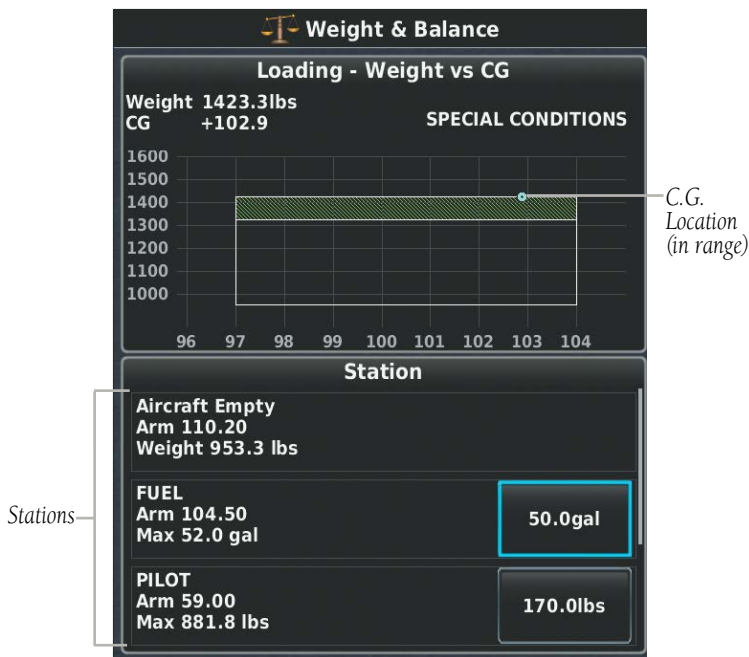 Weight & Balance
Loading - Weight vs CG
Weight 1423.3lbs
CG +102.9
SPECIAL CONDITIONS
1600
1500
1400
1300
1200
1100
1000
96 97 98 99 100 101 102 103 104
C.G.
Location
(in range)
Station
Aircraft Empty
Arm 110.20
Weight 953.3 lbs
FUEL
Arm 104.50
Max 52.0 gal
50.0gal
PILOT
Arm 59.00
Max 881.8 lbs
170.0lbs
Stations